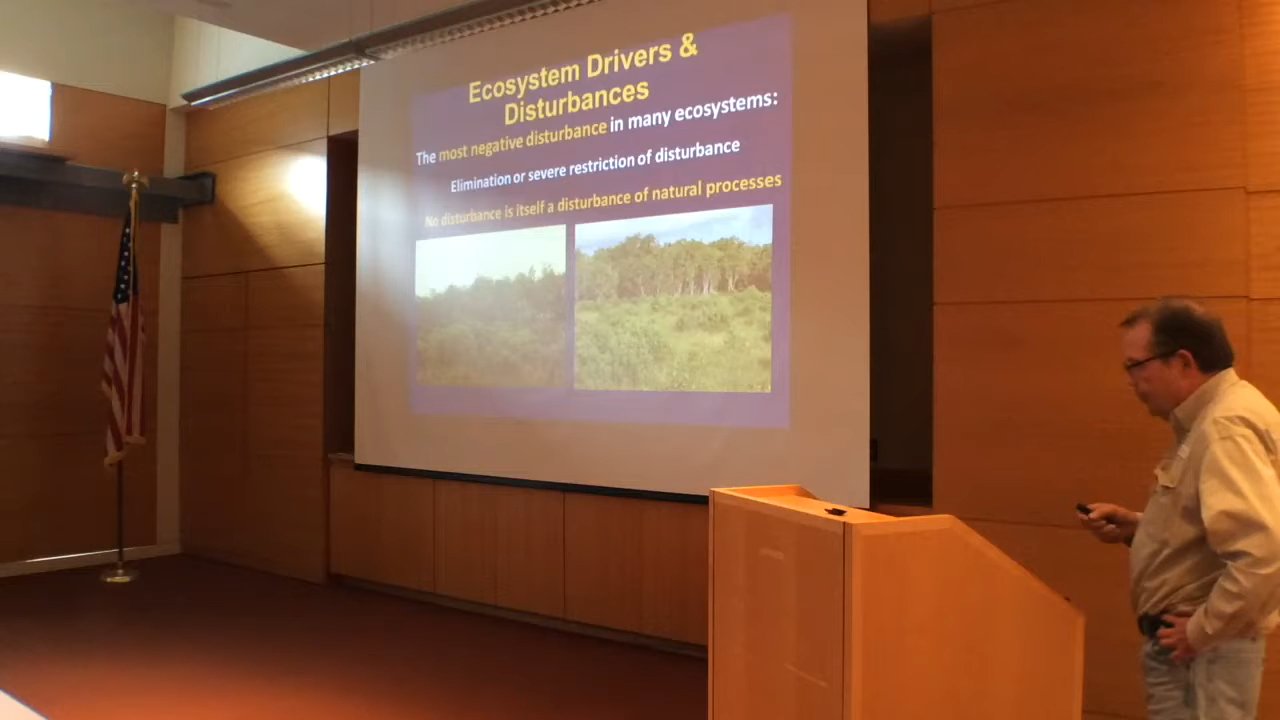 Ecosystem Drivers &
Disturbances
The most negative disturbance in many ecosystems:
Elimination or severe restriction of disturbance
No disturbance is itself a disturbance of natural processes